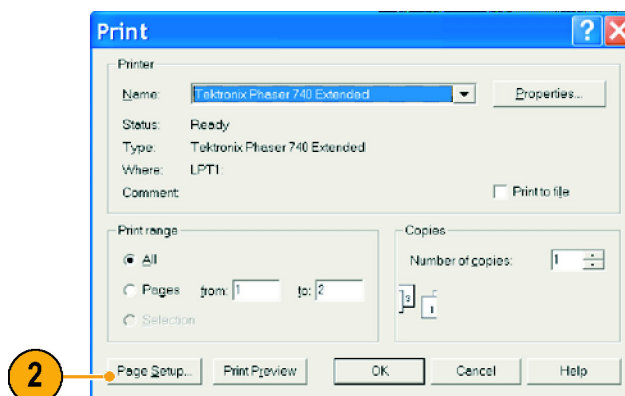 Print
Printer
Name: Tektronix Phaser 740 Extended Properties...
Status: Ready
Type: Tektronix Phaser 740 Extended
Where: LPT1:
Comment: Print to file
Print range
All
Pages from: 1 to: 2
Selection
Copies
Number of copies: 1
3
1
2
Page Setup... Print Preview OK Cancel Help